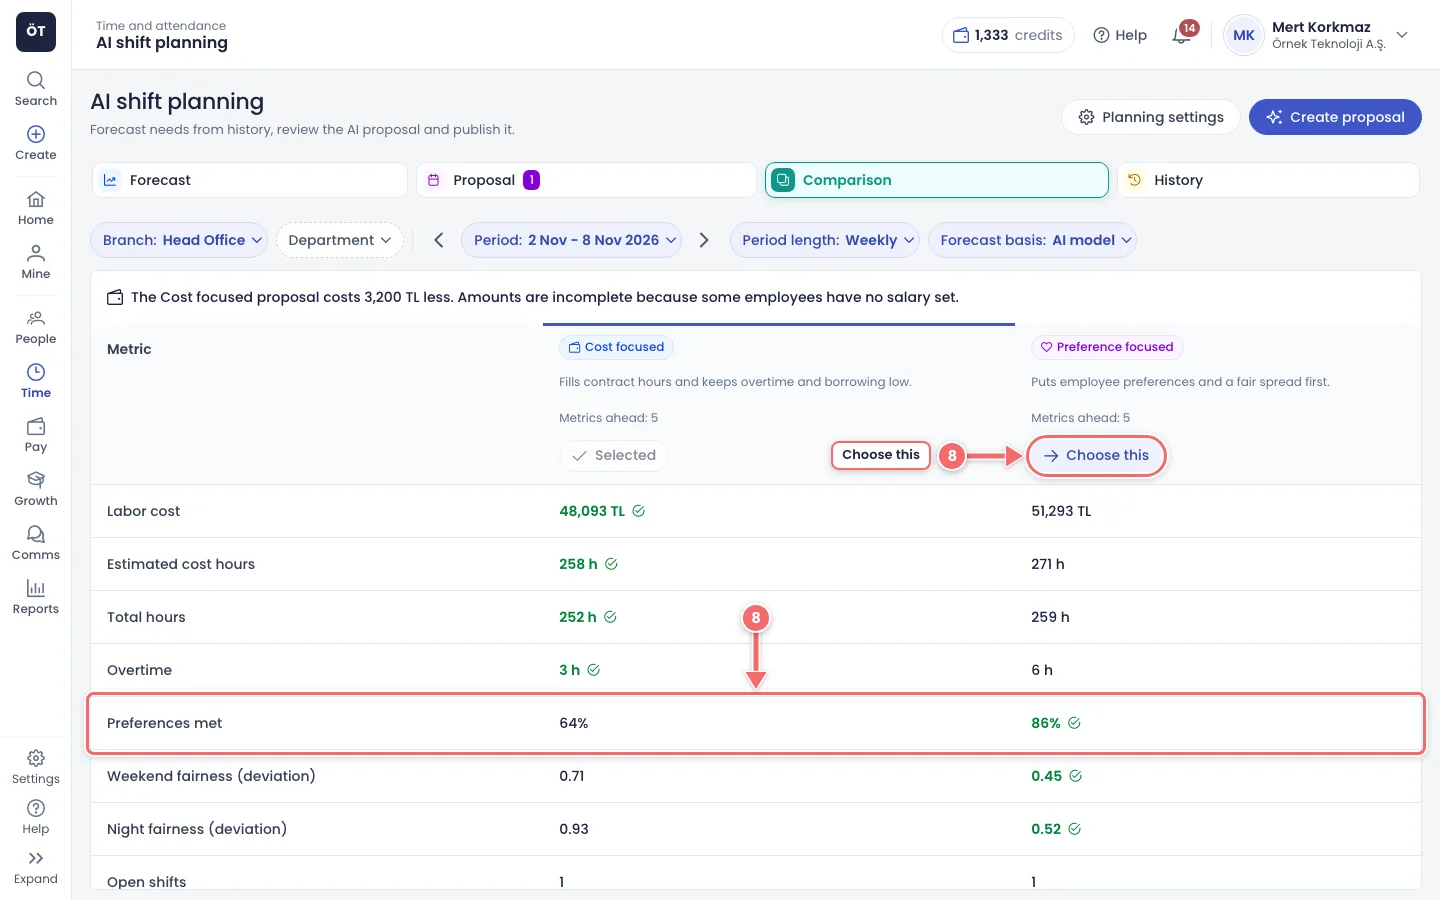 ÖT
Time and attendance
AI shift planning
1,333 credits
Help
14
MK
Mert Korkmaz
Örnek Teknoloji A.Ş.
Search
Create
Home
Mine
People
Time
Pay
Growth
Comms
Reports
Settings
Help
Expand
AI shift planning
Forecast needs from history, review the AI proposal and publish it.
Planning settings
Create proposal
Forecast
Proposal 1
Comparison
History
Branch: Head Office
Department
Period: 2 Nov – 8 Nov 2026
Period length: Weekly
Forecast basis: AI model
The Cost focused proposal costs 3,200 TL less. Amounts are incomplete because some employees have no salary set.
Metric
Cost focused
Fills contract hours and keeps overtime and borrowing low.
Metrics ahead: 5
Selected
Preference focused
Puts employee preferences and a fair spread first.
Metrics ahead: 5
Choose this
8
Choose this
Labor cost 48,093 TL 51,293 TL
Estimated cost hours 258 h 271 h
Total hours 252 h 259 h
8
Overtime 3 h 6 h
Preferences met 64% 86%
Weekend fairness (deviation) 0.71 0.45
Night fairness (deviation) 0.93 0.52
Open shifts 1 1